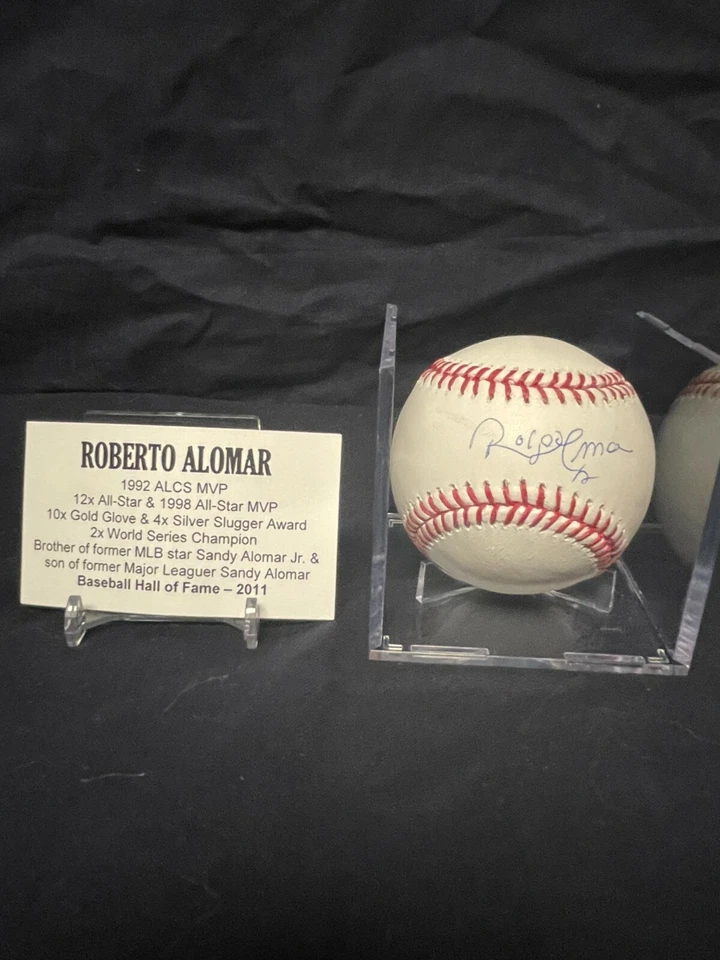 ROBERTO ALOMAR
1992 ALCS MVP
12x All-Star & 1998 All-Star MVP
10x Gold Glove & 4x Silver Slugger Award
2x World Series Champion
Brother of former MLB star Sandy Alomar Jr. &
son of former Major Leaguer Sandy Alomar
Baseball Hall of Fame – 2011